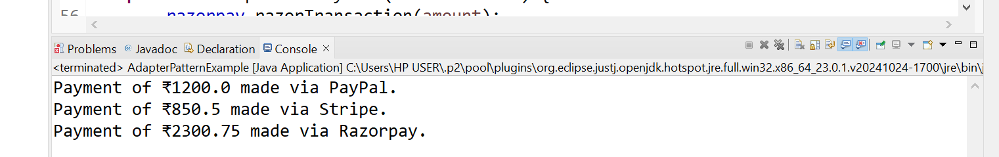 56 razorpay.razorTransaction(amount);
Problems @ Javadoc Declaration Console
<terminated> AdapterPatternExample [Java Application] C:\Users\HP USER\.p2\pool\plugins\org.eclipse.justj.openjdk.hotspot.jre.full.win32.x86_64_23.0.1.v20241024-1700\jre\bin\j
Payment of ₹1200.0 made via PayPal.
Payment of ₹850.5 made via Stripe.
Payment of ₹2300.75 made via Razorpay.